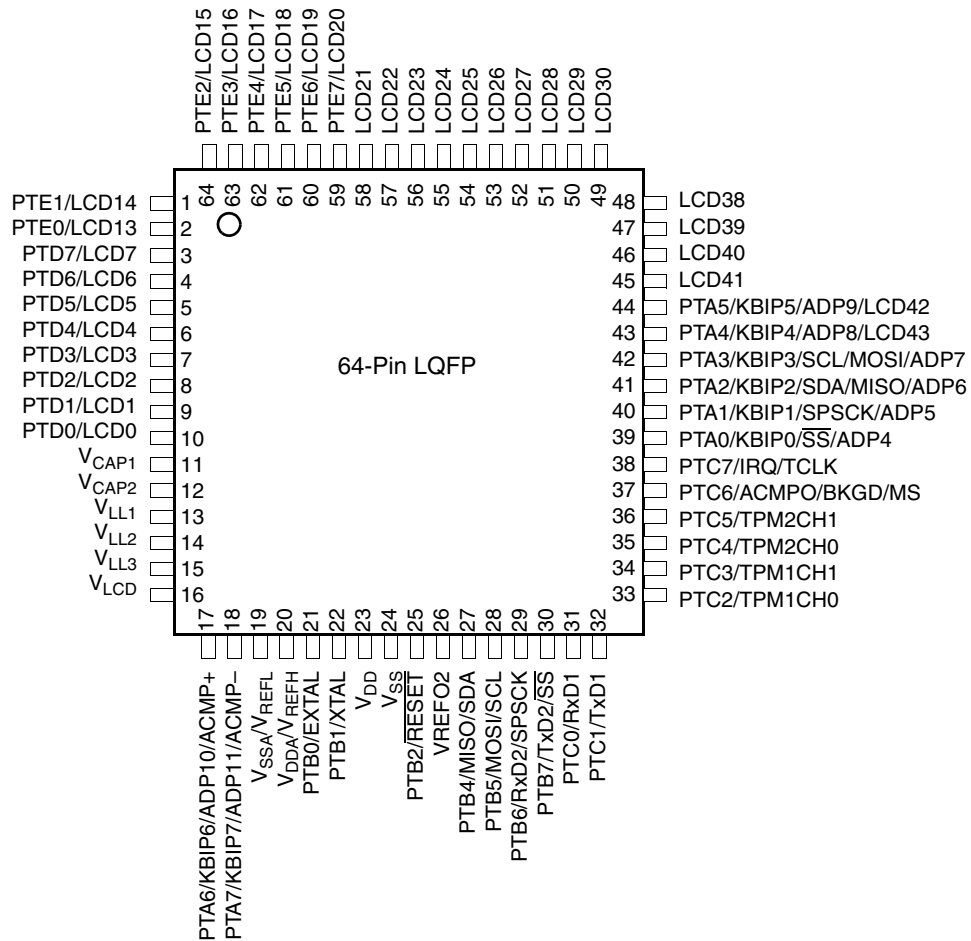 PTE2/LCD15
PTE3/LCD16
PTE4/LCD17
PTE5/LCD18
PTE6/LCD19
PTE7/LCD20
LCD21
LCD22
LCD23
LCD24
LCD25
LCD26
LCD27
LCD28
LCD29
LCD30
64
63
62
61
60
59
58
57
56
55
54
53
52
51
50
49
PTE1/LCD14 1
PTE0/LCD13 2
PTD7/LCD7 3
PTD6/LCD6 4
PTD5/LCD5 5
PTD4/LCD4 6
PTD3/LCD3 7
PTD2/LCD2 8
PTD1/LCD1 9
PTD0/LCD0 10
VCAP1 11
VCAP2 12
VLL1 13
VLL2 14
VLL3 15
VLCD 16
64-Pin LQFP
48 LCD38
47 LCD39
46 LCD40
45 LCD41
44 PTA5/KBIP5/ADP9/LCD42
43 PTA4/KBIP4/ADP8/LCD43
42 PTA3/KBIP3/SCL/MOSI/ADP7
41 PTA2/KBIP2/SDA/MISO/ADP6
40 PTA1/KBIP1/SPSCK/ADP5
39 PTA0/KBIP0/S̅S̅/ADP4
38 PTC7/IRQ/TCLK
37 PTC6/ACMPO/BKGD/MS
36 PTC5/TPM2CH1
35 PTC4/TPM2CH0
34 PTC3/TPM1CH1
33 PTC2/TPM1CH0
17
18
19
20
21
22
23
24
25
26
27
28
29
30
31
32
PTA6/KBIP6/ADP10/ACMP+
PTA7/KBIP7/ADP11/ACMP–
VSSA/VREFL
VDDA/VREFH
PTB0/EXTAL
PTB1/XTAL
VDD
VSS
PTB2/R̅E̅S̅E̅T̅
VREFO2
PTB4/MISO/SDA
PTB5/MOSI/SCL
PTB6/RxD2/SPSCK
PTB7/TxD2/S̅S̅
PTC0/RxD1
PTC1/TxD1